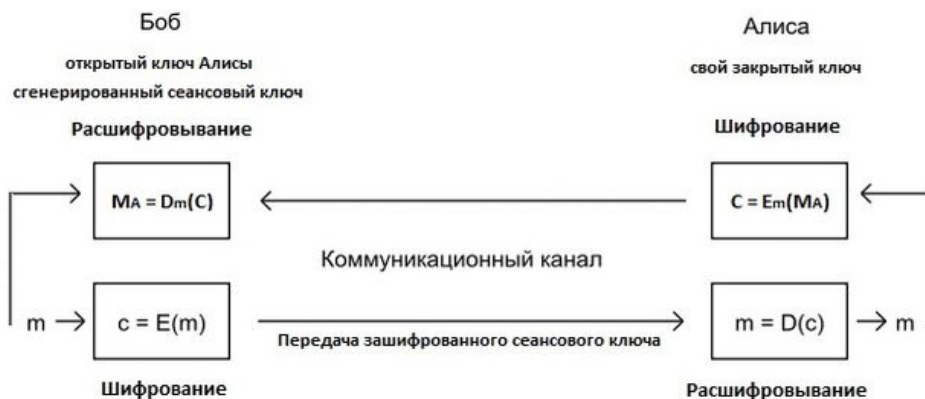 Боб
открытый ключ Алисы
сгенерированный сеансовый ключ
Расшифровывание
Алиса
свой закрытый ключ
Шифрование
MA = Dm(C)
C = Em(MA)
Коммуникационный канал
m
c = E(m)
Передача зашифрованного сеансового ключа
m = D(c)
m
Шифрование
Расшифровывание